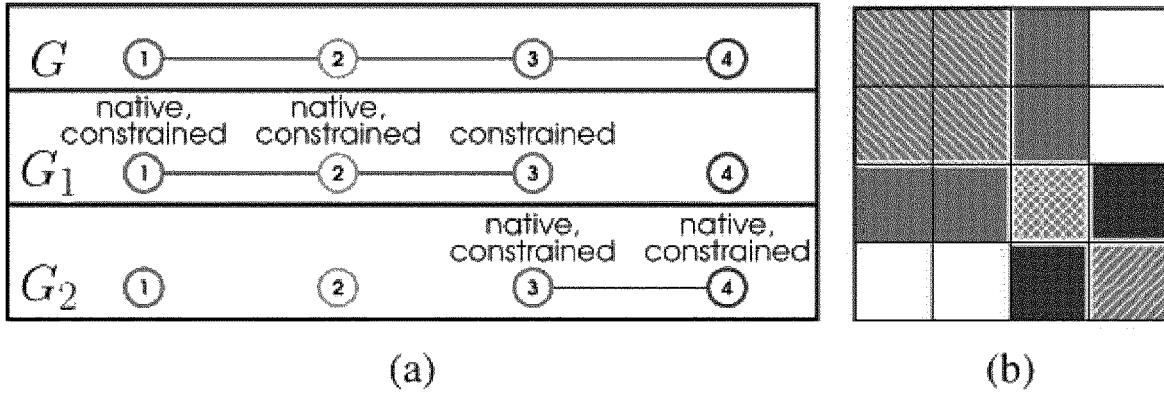 G 1 2 3 4
native, native,
constrained constrained constrained
G1 1 2 3 4
native, native,
constrained constrained
G2 1 2 3 4
(a) (b)